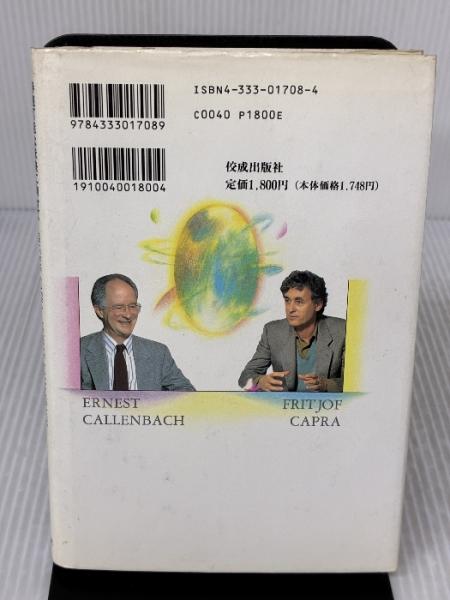 ISBN4-333-01708-4
C0040 P1800E
9784333017089
1910040018004
佼成出版社
定価1,800円（本体価格1,748円）
ERNEST
CALLENBACH
FRITJOF
CAPRA